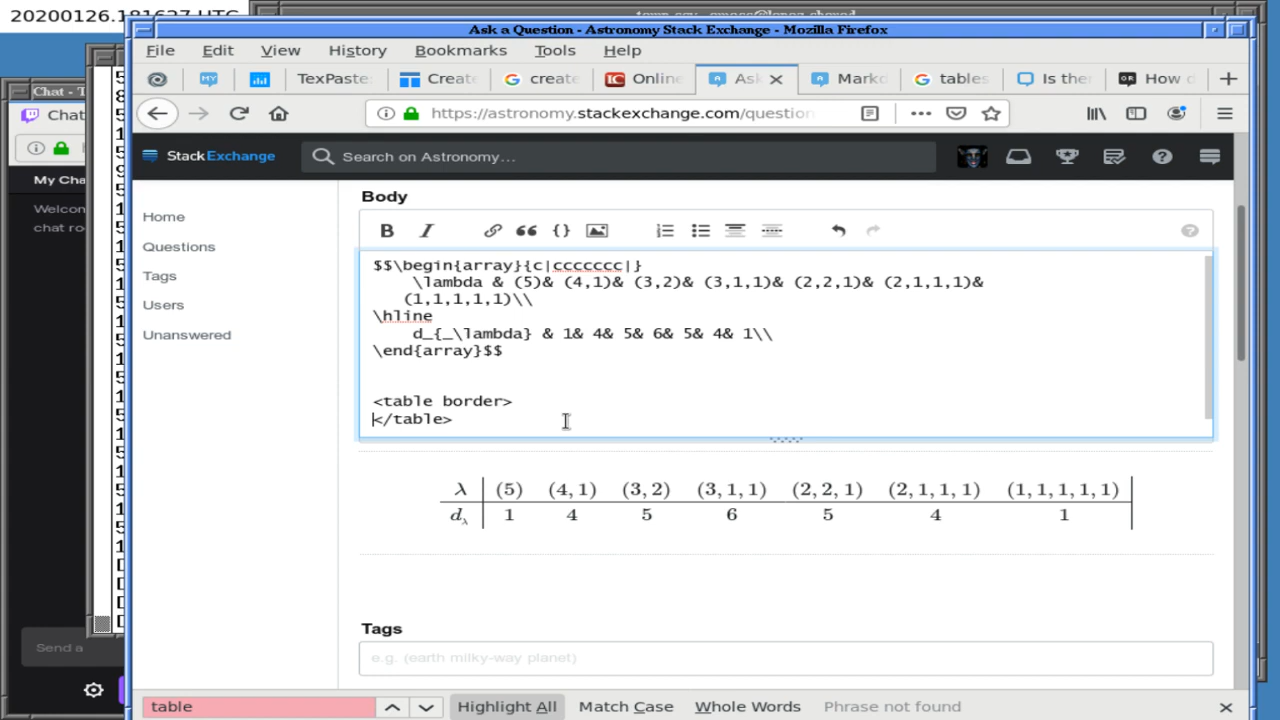 20200126.181627 UTC
Ask a Question - Astronomy Stack Exchange - Mozilla Firefox
File Edit View History Bookmarks Tools Help
MY TexPaste Create create Online Ask Markd tables Is ther How d
https://astronomy.stackexchange.com/question
StackExchange Search on Astronomy...
Chat - T
Chat
My Cha
Welcon
chat ro
Send a
Home
Questions
Tags
Users
Unanswered
Body
B I
$$\begin{array}{c|ccccccc|}
\lambda & (5)& (4,1)& (3,2)& (3,1,1)& (2,2,1)& (2,1,1,1)&
(1,1,1,1,1)\\
\hline
d_{_\lambda} & 1& 4& 5& 6& 5& 4& 1\\
\end{array}$$
<table border>
</table>
λ (5) (4, 1) (3, 2) (3, 1, 1) (2, 2, 1) (2, 1, 1, 1) (1, 1, 1, 1, 1)
dλ 1 4 5 6 5 4 1
Tags
e.g. (earth milky-way planet)
table Highlight All Match Case Whole Words Phrase not found